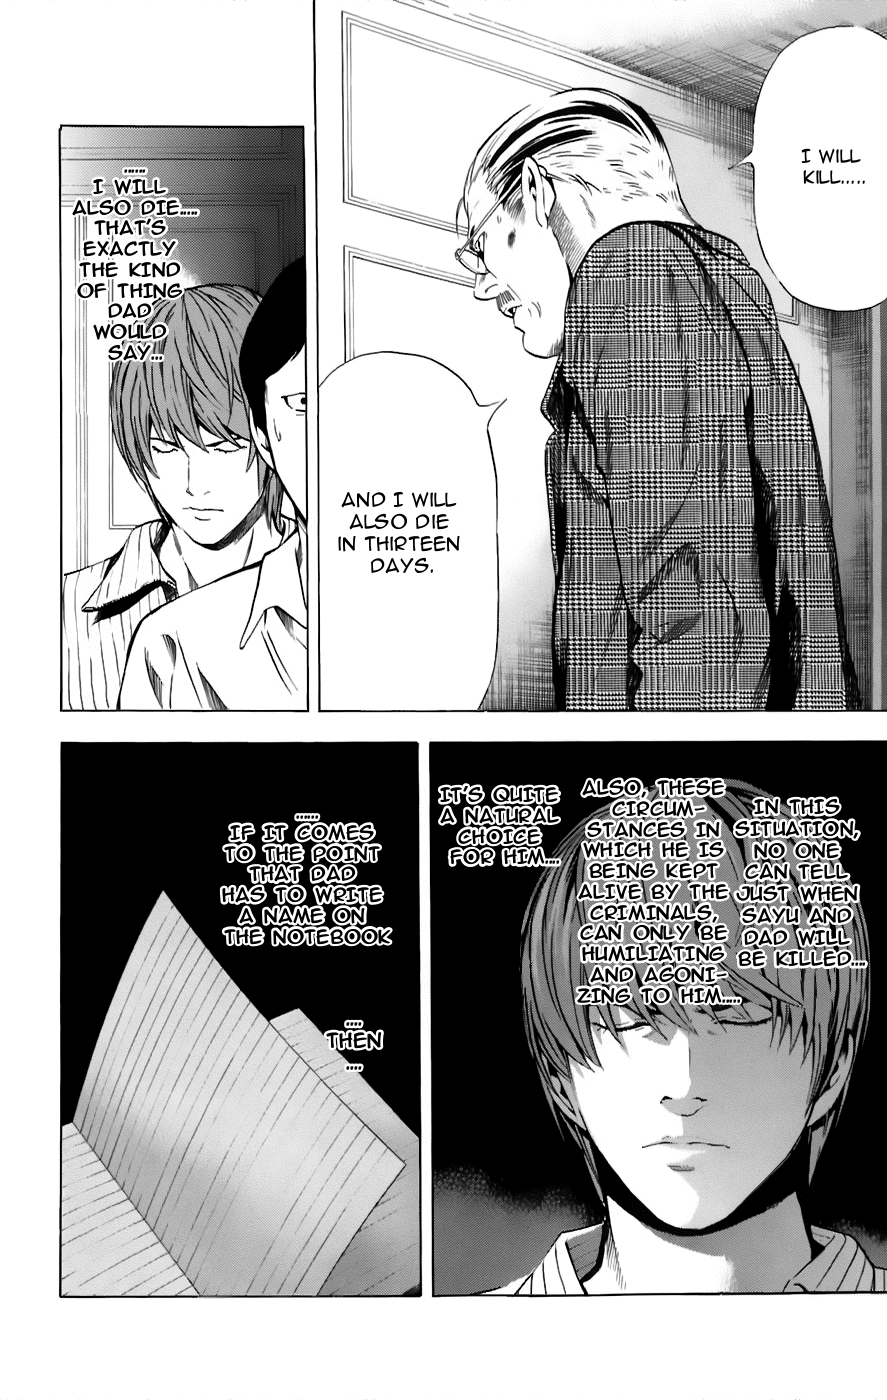 I WILL
KILL.....
AND I WILL
ALSO DIE
IN THIRTEEN
DAYS.
......
I WILL
ALSO DIE.....
THAT'S
EXACTLY
THE KIND
OF THING
DAD
WOULD
SAY...
IN THIS
SITUATION,
NO ONE
CAN TELL
JUST WHEN
SAYU AND
DAD WILL
BE KILLED....
ALSO, THESE
CIRCUM-
STANCES IN
WHICH HE IS
BEING KEPT
ALIVE BY THE
CRIMINALS,
CAN ONLY BE
HUMILIATING
AND AGONI-
ZING TO HIM.....
IT'S QUITE
A NATURAL
CHOICE
FOR HIM....
......
IF IT COMES
TO THE POINT
THAT DAD
HAS TO WRITE
A NAME ON
THE NOTEBOOK
....
THEN
....